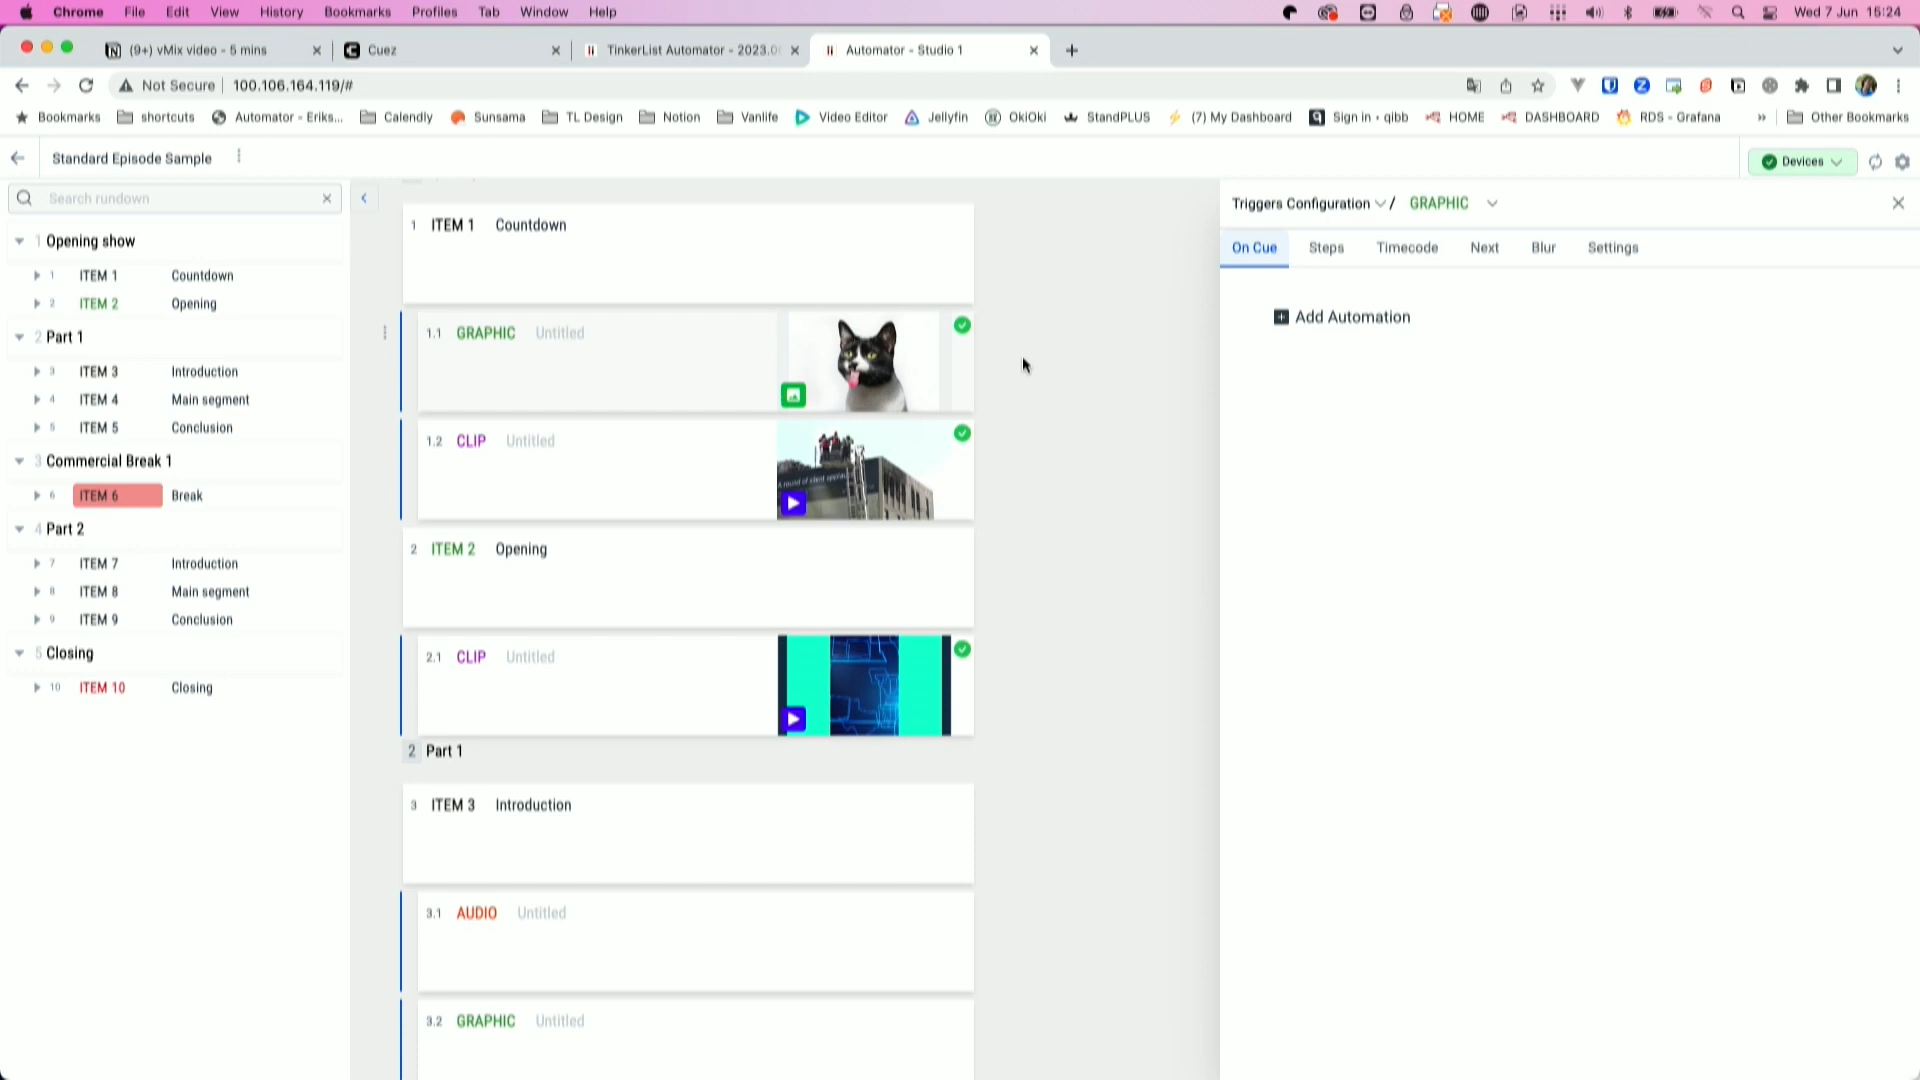 Chrome File Edit View History Bookmarks Profiles Tab Window Help Wed 7 Jun 15:24
(9+) vMix video - 5 mins Cuez TinkerList Automator - 2023.0 Automator - Studio 1
Not Secure 100.106.164.119/#
Bookmarks shortcuts Automator - Eriks... Calendly Sunsama TL Design Notion Vanlife Video Editor Jellyfin OkiOki StandPLUS (7) My Dashboard Sign in • qibb HOME DASHBOARD RDS - Grafana » Other Bookmarks
Standard Episode Sample Devices
Search rundown
1 Opening show
1 ITEM 1 Countdown
2 ITEM 2 Opening
2 Part 1
3 ITEM 3 Introduction
4 ITEM 4 Main segment
5 ITEM 5 Conclusion
3 Commercial Break 1
6 ITEM 6 Break
4 Part 2
7 ITEM 7 Introduction
8 ITEM 8 Main segment
9 ITEM 9 Conclusion
5 Closing
10 ITEM 10 Closing
1 ITEM 1 Countdown
1.1 GRAPHIC Untitled
1.2 CLIP Untitled
A round of silent applause
2 ITEM 2 Opening
2.1 CLIP Untitled
2 Part 1
3 ITEM 3 Introduction
3.1 AUDIO Untitled
3.2 GRAPHIC Untitled
Triggers Configuration / GRAPHIC
On Cue Steps Timecode Next Blur Settings
Add Automation